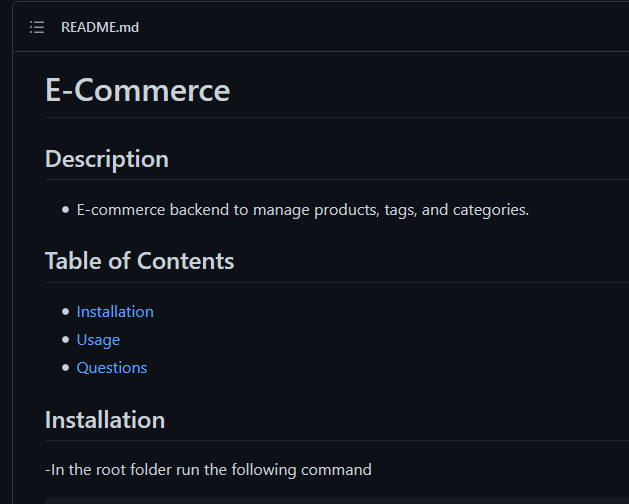 README.md
E-Commerce
Description
E-commerce backend to manage products, tags, and categories.
Table of Contents
Installation
Usage
Questions
Installation
-In the root folder run the following command